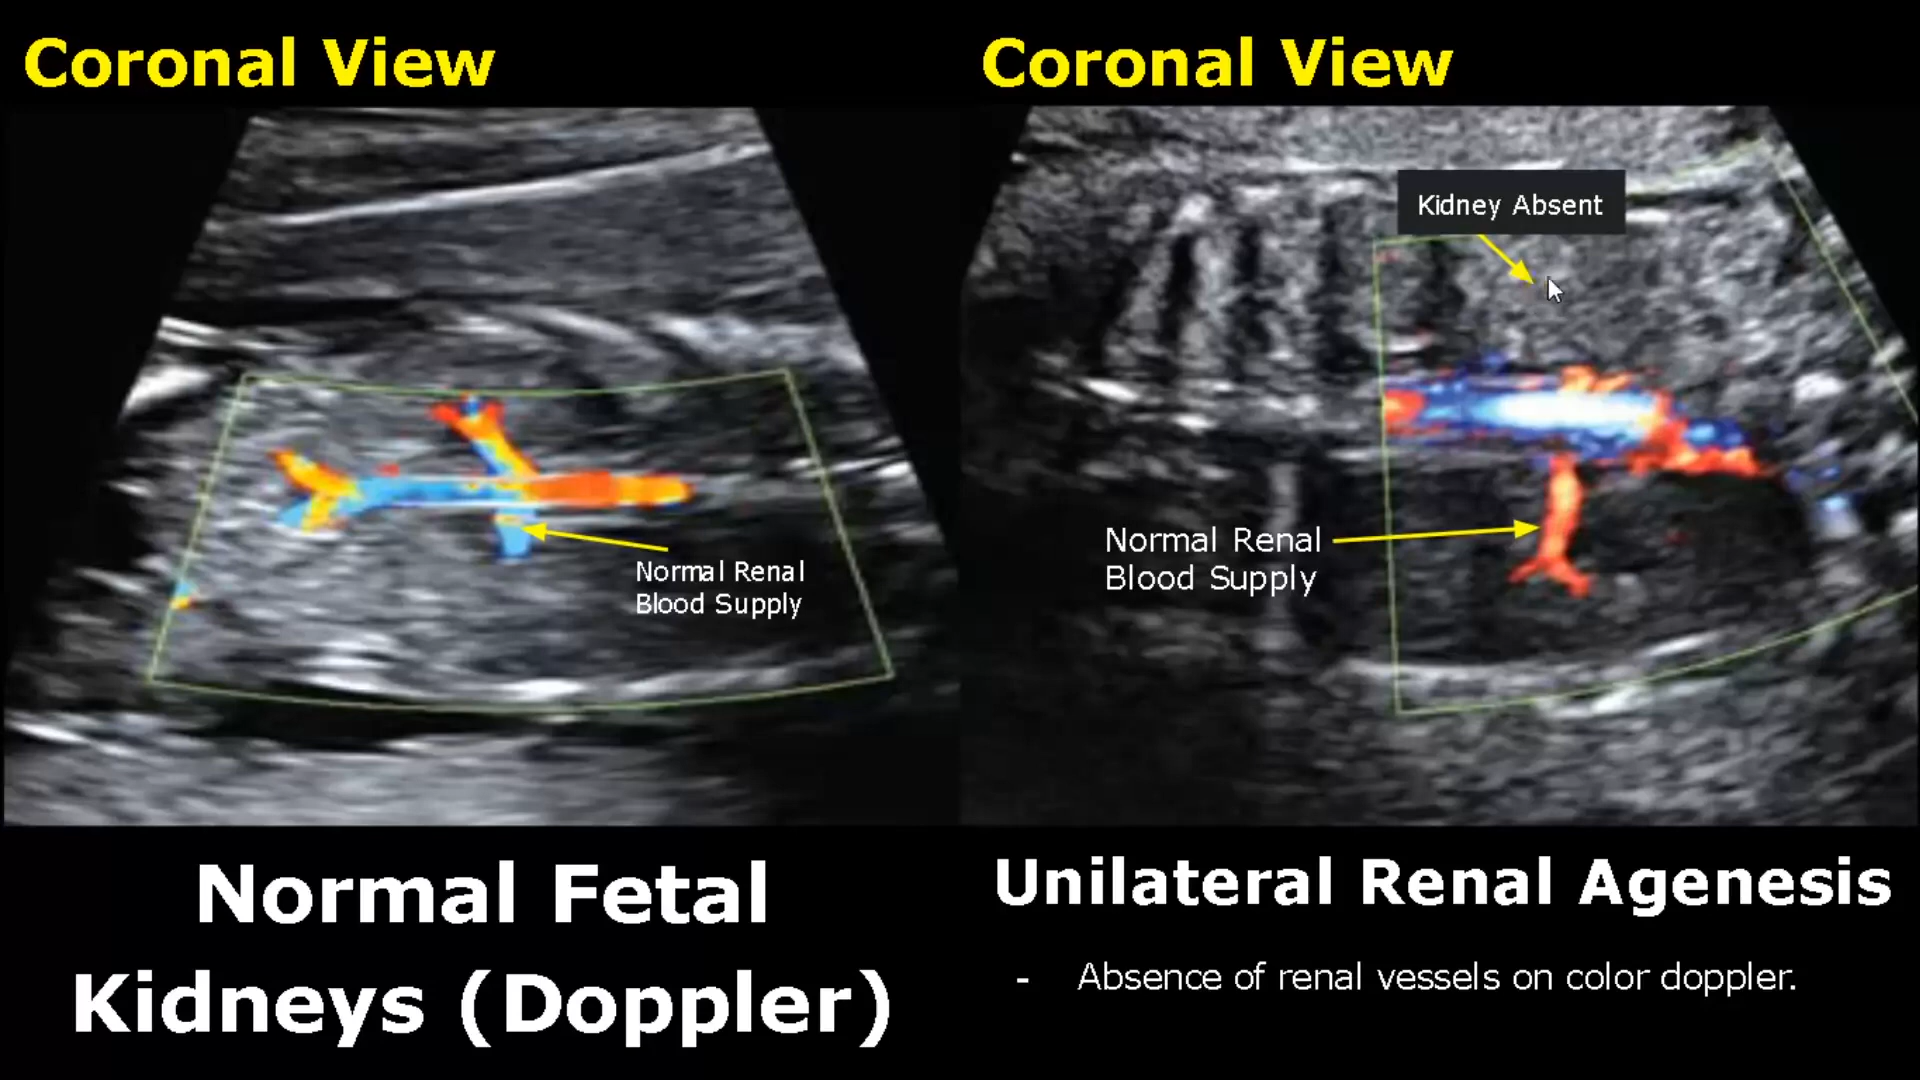 Coronal View
Normal Renal
Blood Supply
Normal Fetal
Kidneys (Doppler)
Coronal View
Kidney Absent
Normal Renal
Blood Supply
Unilateral Renal Agenesis
- Absence of renal vessels on color doppler.